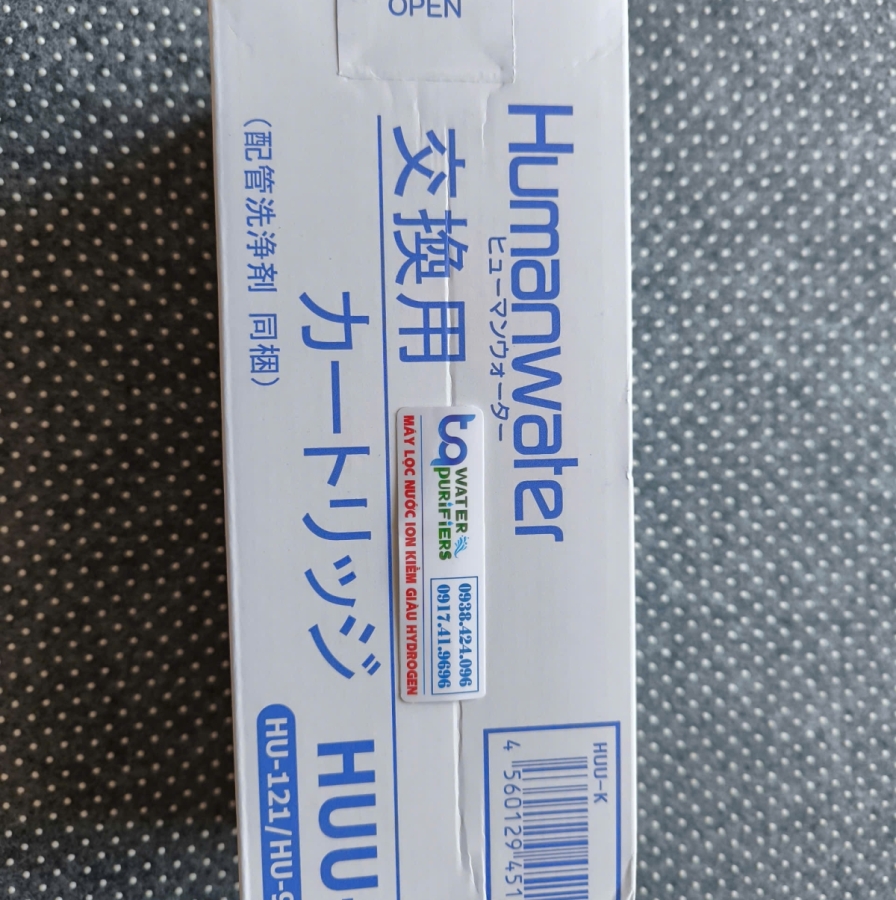 OPEN
Humanwater
ヒューマンウォーター
交換用
カートリッジ
(配管洗浄剤 同梱)
tq WATER
PURiFiERS
0938.424.096
0917.41.9696
MÁY LỌC NƯỚC ION KIỀM GIÀU HYDROGEN
HUU-
HU-121/HU-9
HUU-K
4 560129 451